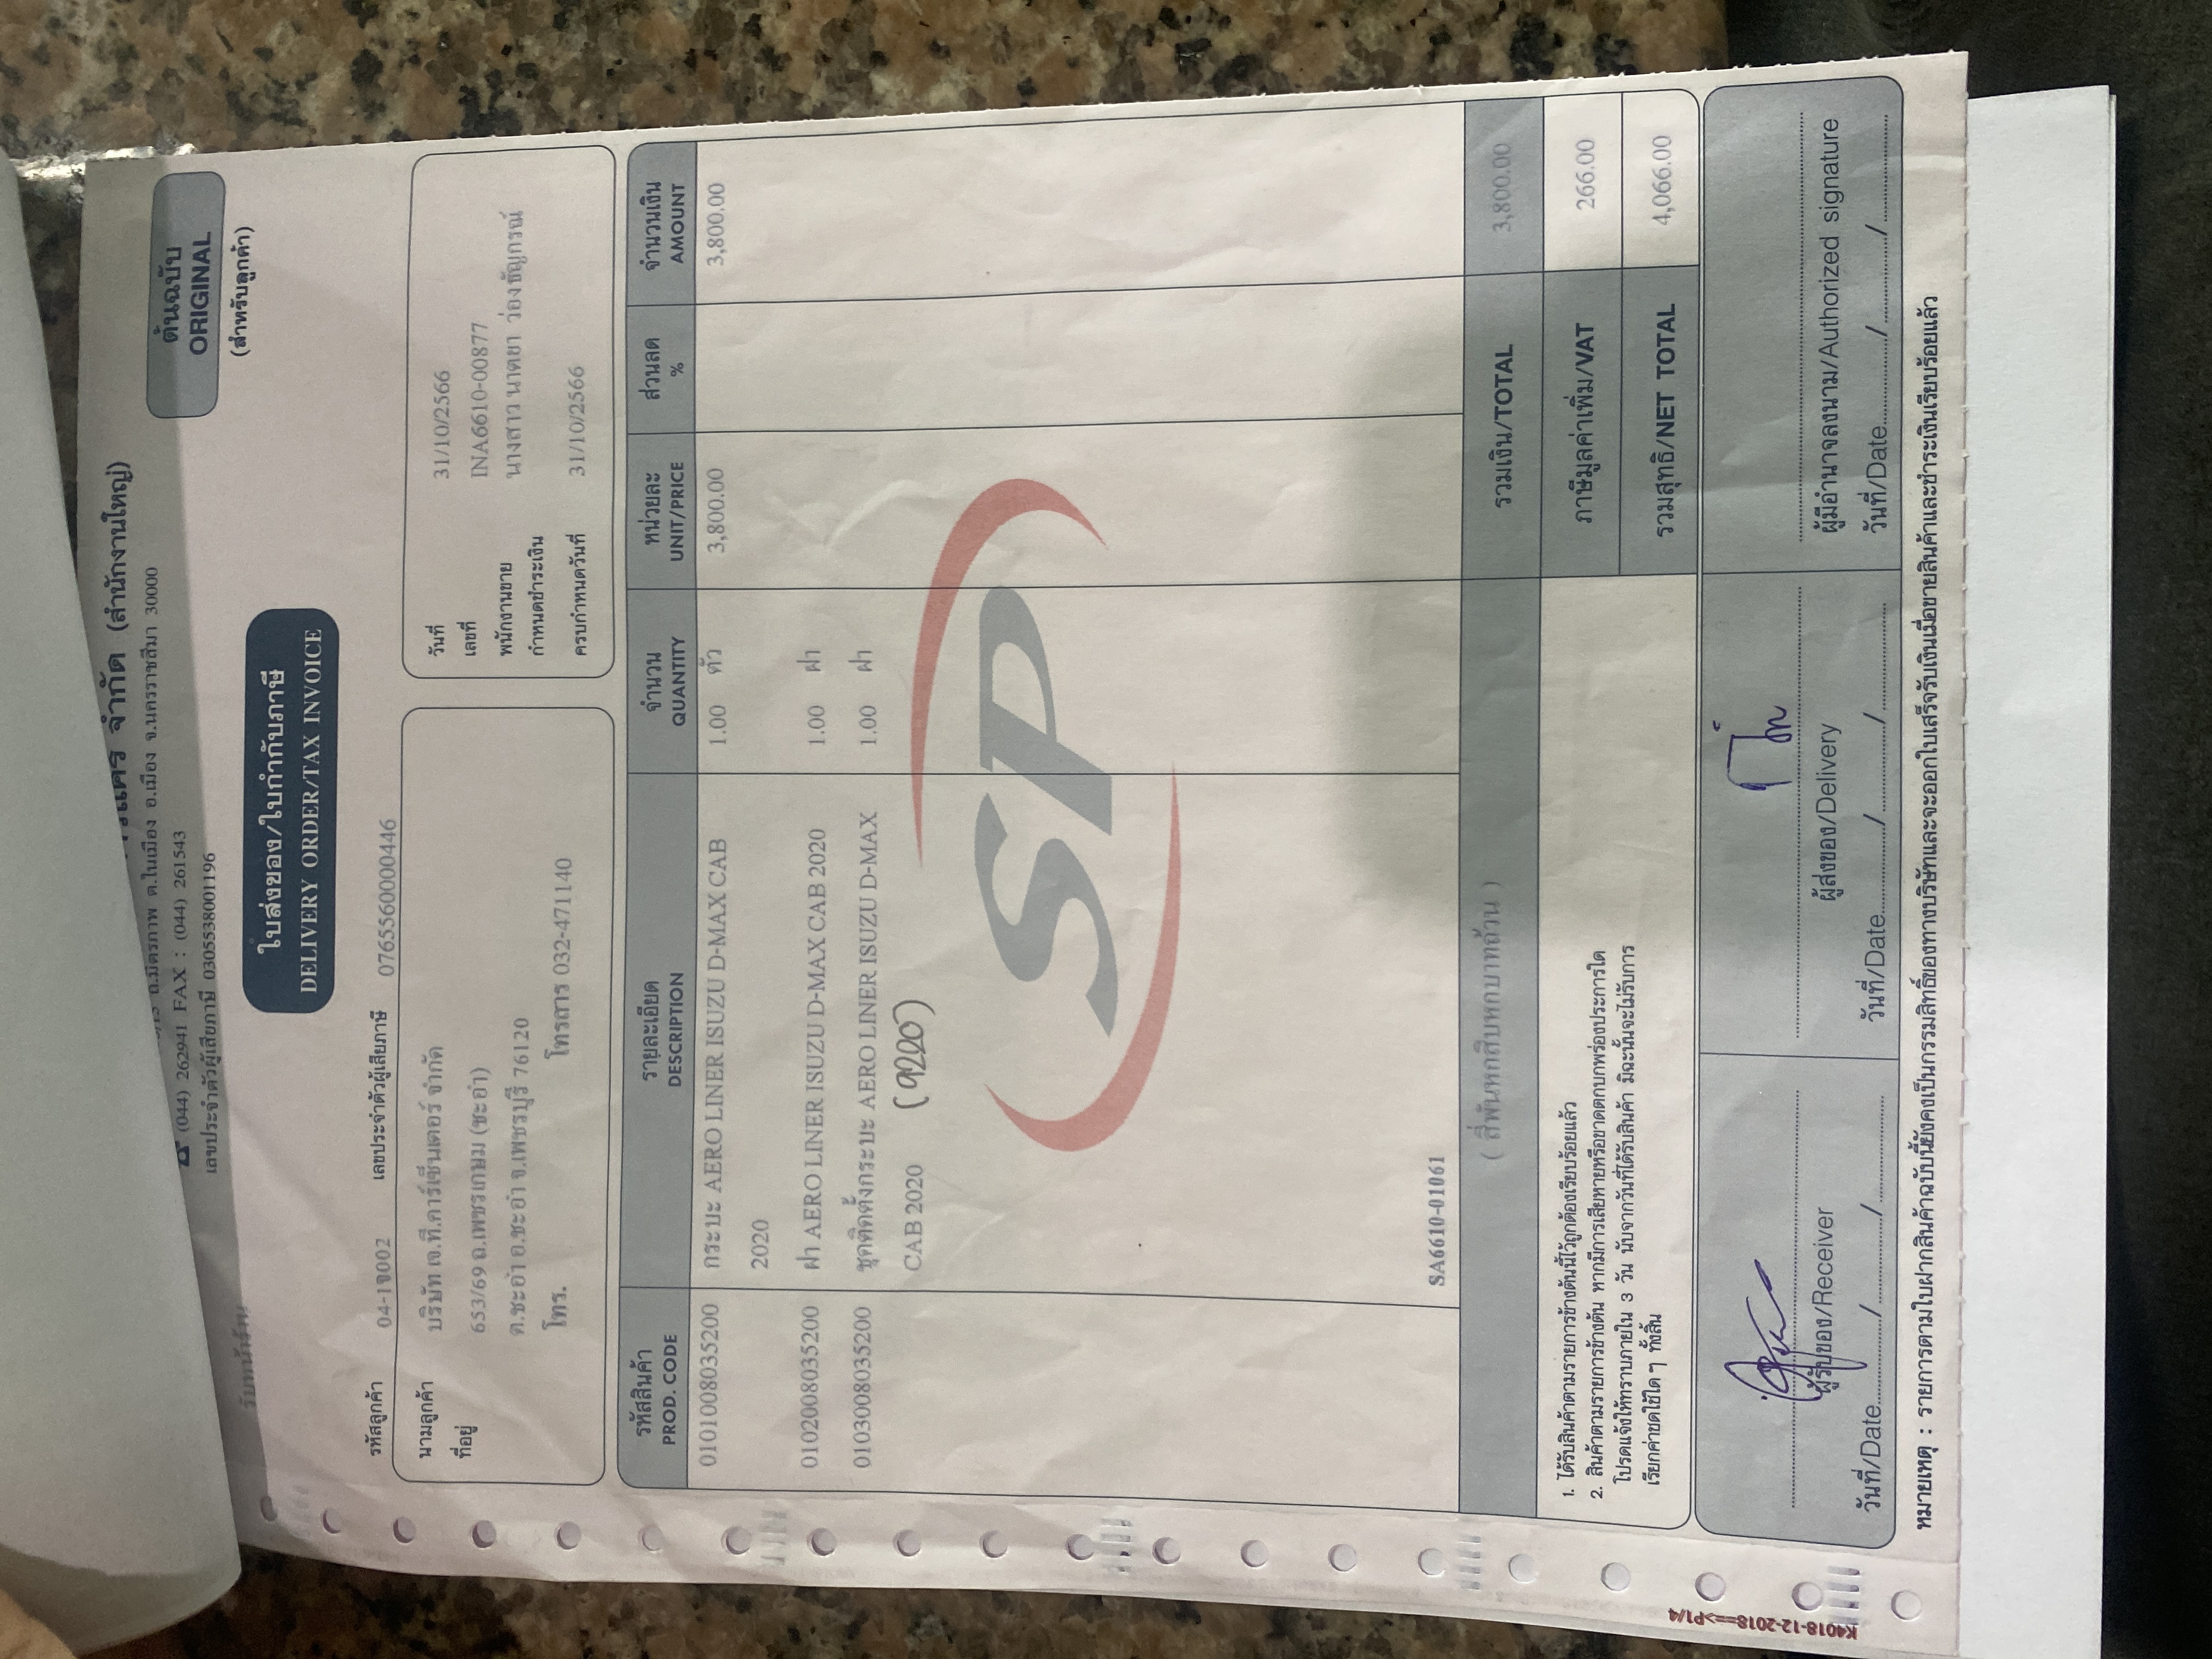 จำกัด (สำนักงานใหญ่)
ถ.มิตรภาพ ต.ในเมือง อ.เมือง จ.นครราชสีมา 30000
(044) 262941 FAX : (044) 261543
เลขประจำตัวผู้เสียภาษี 0305538001196
ต้นฉบับ
ORIGINAL
(สำหรับลูกค้า)
ใบส่งของ/ใบกำกับภาษี
DELIVERY ORDER/TAX INVOICE
รหัสลูกค้า 04-1จ002 เลขประจำตัวผู้เสียภาษี 0765560000446
นามลูกค้า บริษัท เจ.ที.คาร์เซ็นเตอร์ จำกัด
ที่อยู่ 653/69 ถ.เพชรเกษม (ชะอำ)
ต.ชะอำ อ.ชะอำ จ.เพชรบุรี 76120
โทร. โทรสาร 032-471140
วันที่ 31/10/2566
เลขที่ INA6610-00877
พนักงานขาย นางสาว นาตยา ว่องธัญกรณ์
กำหนดชำระเงิน
ครบกำหนดวันที่ 31/10/2566
รหัสสินค้า รายละเอียด จำนวน หน่วยละ ส่วนลด จำนวนเงิน
PROD. CODE DESCRIPTION QUANTITY UNIT/PRICE % AMOUNT
0101008035200 กระบะ AERO LINER ISUZU D-MAX CAB 1.00 ตัว 3,800.00 3,800.00
2020
0102008035200 ฝา AERO LINER ISUZU D-MAX CAB 2020 1.00 ฝา
0103008035200 ชุดติดตั้งกระบะ AERO LINER ISUZU D-MAX 1.00 ฝา
CAB 2020
SP
SA6610-01061
( สี่พันหกสิบหกบาทถ้วน ) รวมเงิน/TOTAL 3,800.00
ภาษีมูลค่าเพิ่ม/VAT 266.00
รวมสุทธิ/NET TOTAL 4,066.00
1. ได้รับสินค้าตามรายการข้างต้นนี้ไว้ถูกต้องเรียบร้อยแล้ว
2. สินค้าตามรายการข้างต้น หากมีการเสียหายหรือขาดตกบกพร่องประการใด
โปรดแจ้งให้ทราบภายใน 3 วัน นับจากวันที่ได้รับสินค้า มิฉะนั้นจะไม่รับการ
เรียกค่าชดใช้ใด ๆ ทั้งสิ้น
ผู้รับของ/Receiver ผู้ส่งของ/Delivery ผู้มีอำนาจลงนาม/Authorized signature
วันที่/Date......../......../........ วันที่/Date......../......../........ วันที่/Date......../......../........
หมายเหตุ : รายการตามใบฝากสินค้าฉบับนี้ยังคงเป็นกรรมสิทธิ์ของทางบริษัทและจะออกใบเสร็จรับเงินเมื่อขายสินค้าและชำระเงินเรียบร้อยแล้ว
K4018-12-2018==>P1/4